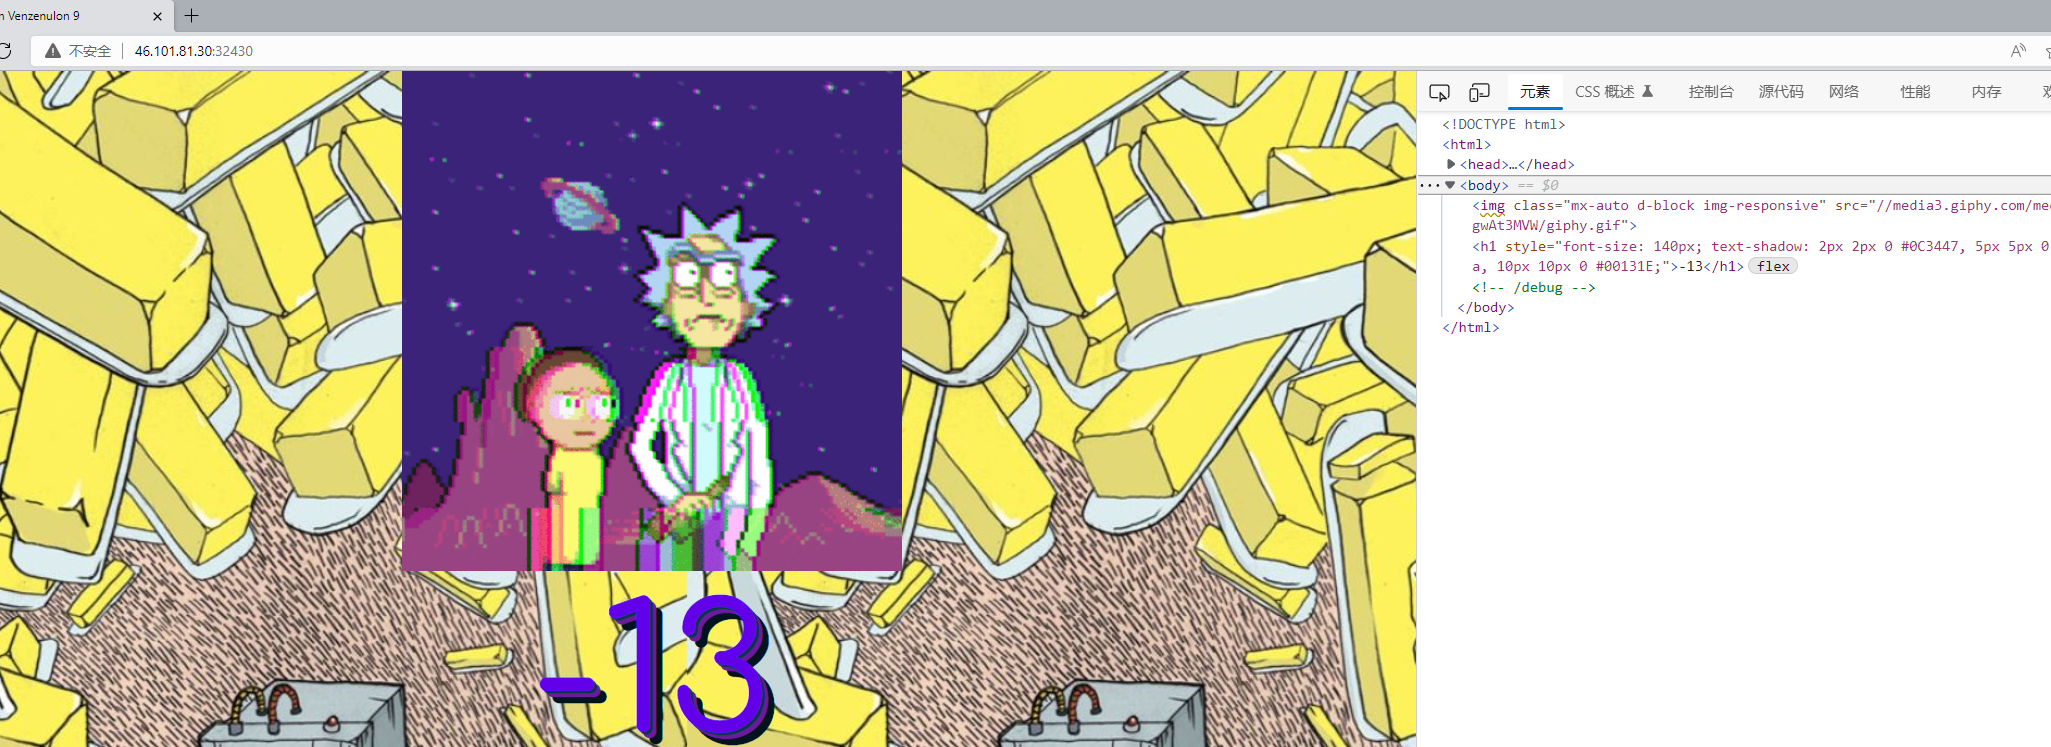 n Venzenulon 9
不安全 46.101.81.30:32430
元素 CSS 概述 控制台 源代码 网络 性能 内存
<!DOCTYPE html>
<html>
<head>…</head>
<body> == $0
<img class="mx-auto d-block img-responsive" src="//media3.giphy.com/me
gwAt3MVW/giphy.gif">
<h1 style="font-size: 140px; text-shadow: 2px 2px 0 #0C3447, 5px 5px 0
a, 10px 10px 0 #00131E;">-13</h1> flex
<!-- /debug -->
</body>
</html>
-13